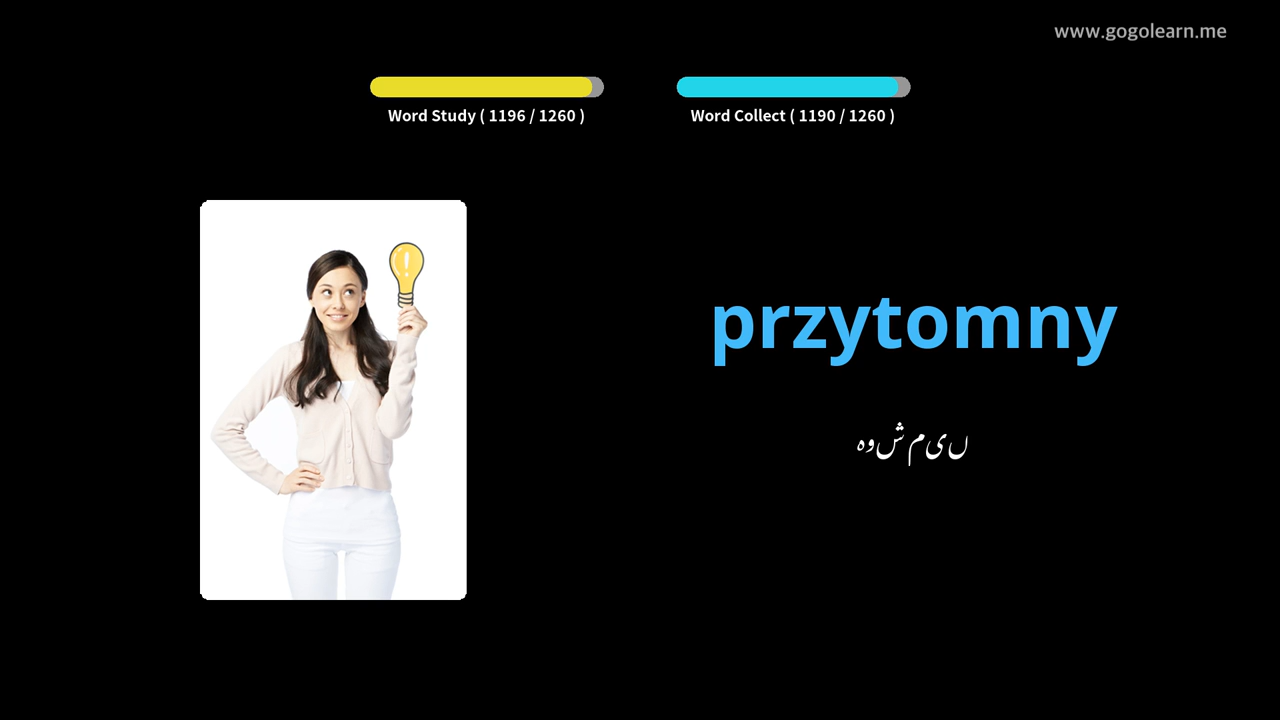 www.gogolearn.me
Word Study ( 1196 / 1260 )
Word Collect ( 1190 / 1260 )
przytomny
ہوش میں